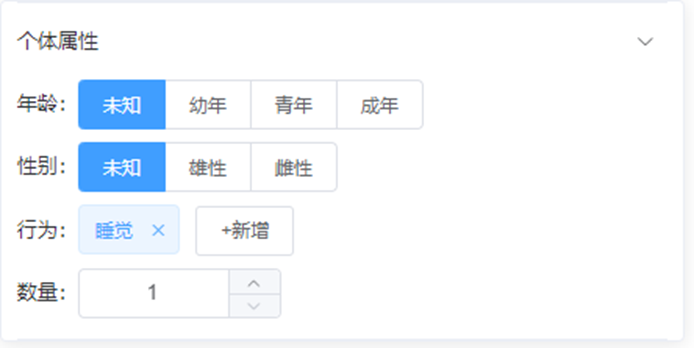 个体属性
年龄： 未知 幼年 青年 成年
性别： 未知 雄性 雌性
行为： 睡觉 × +新增
数量： 1